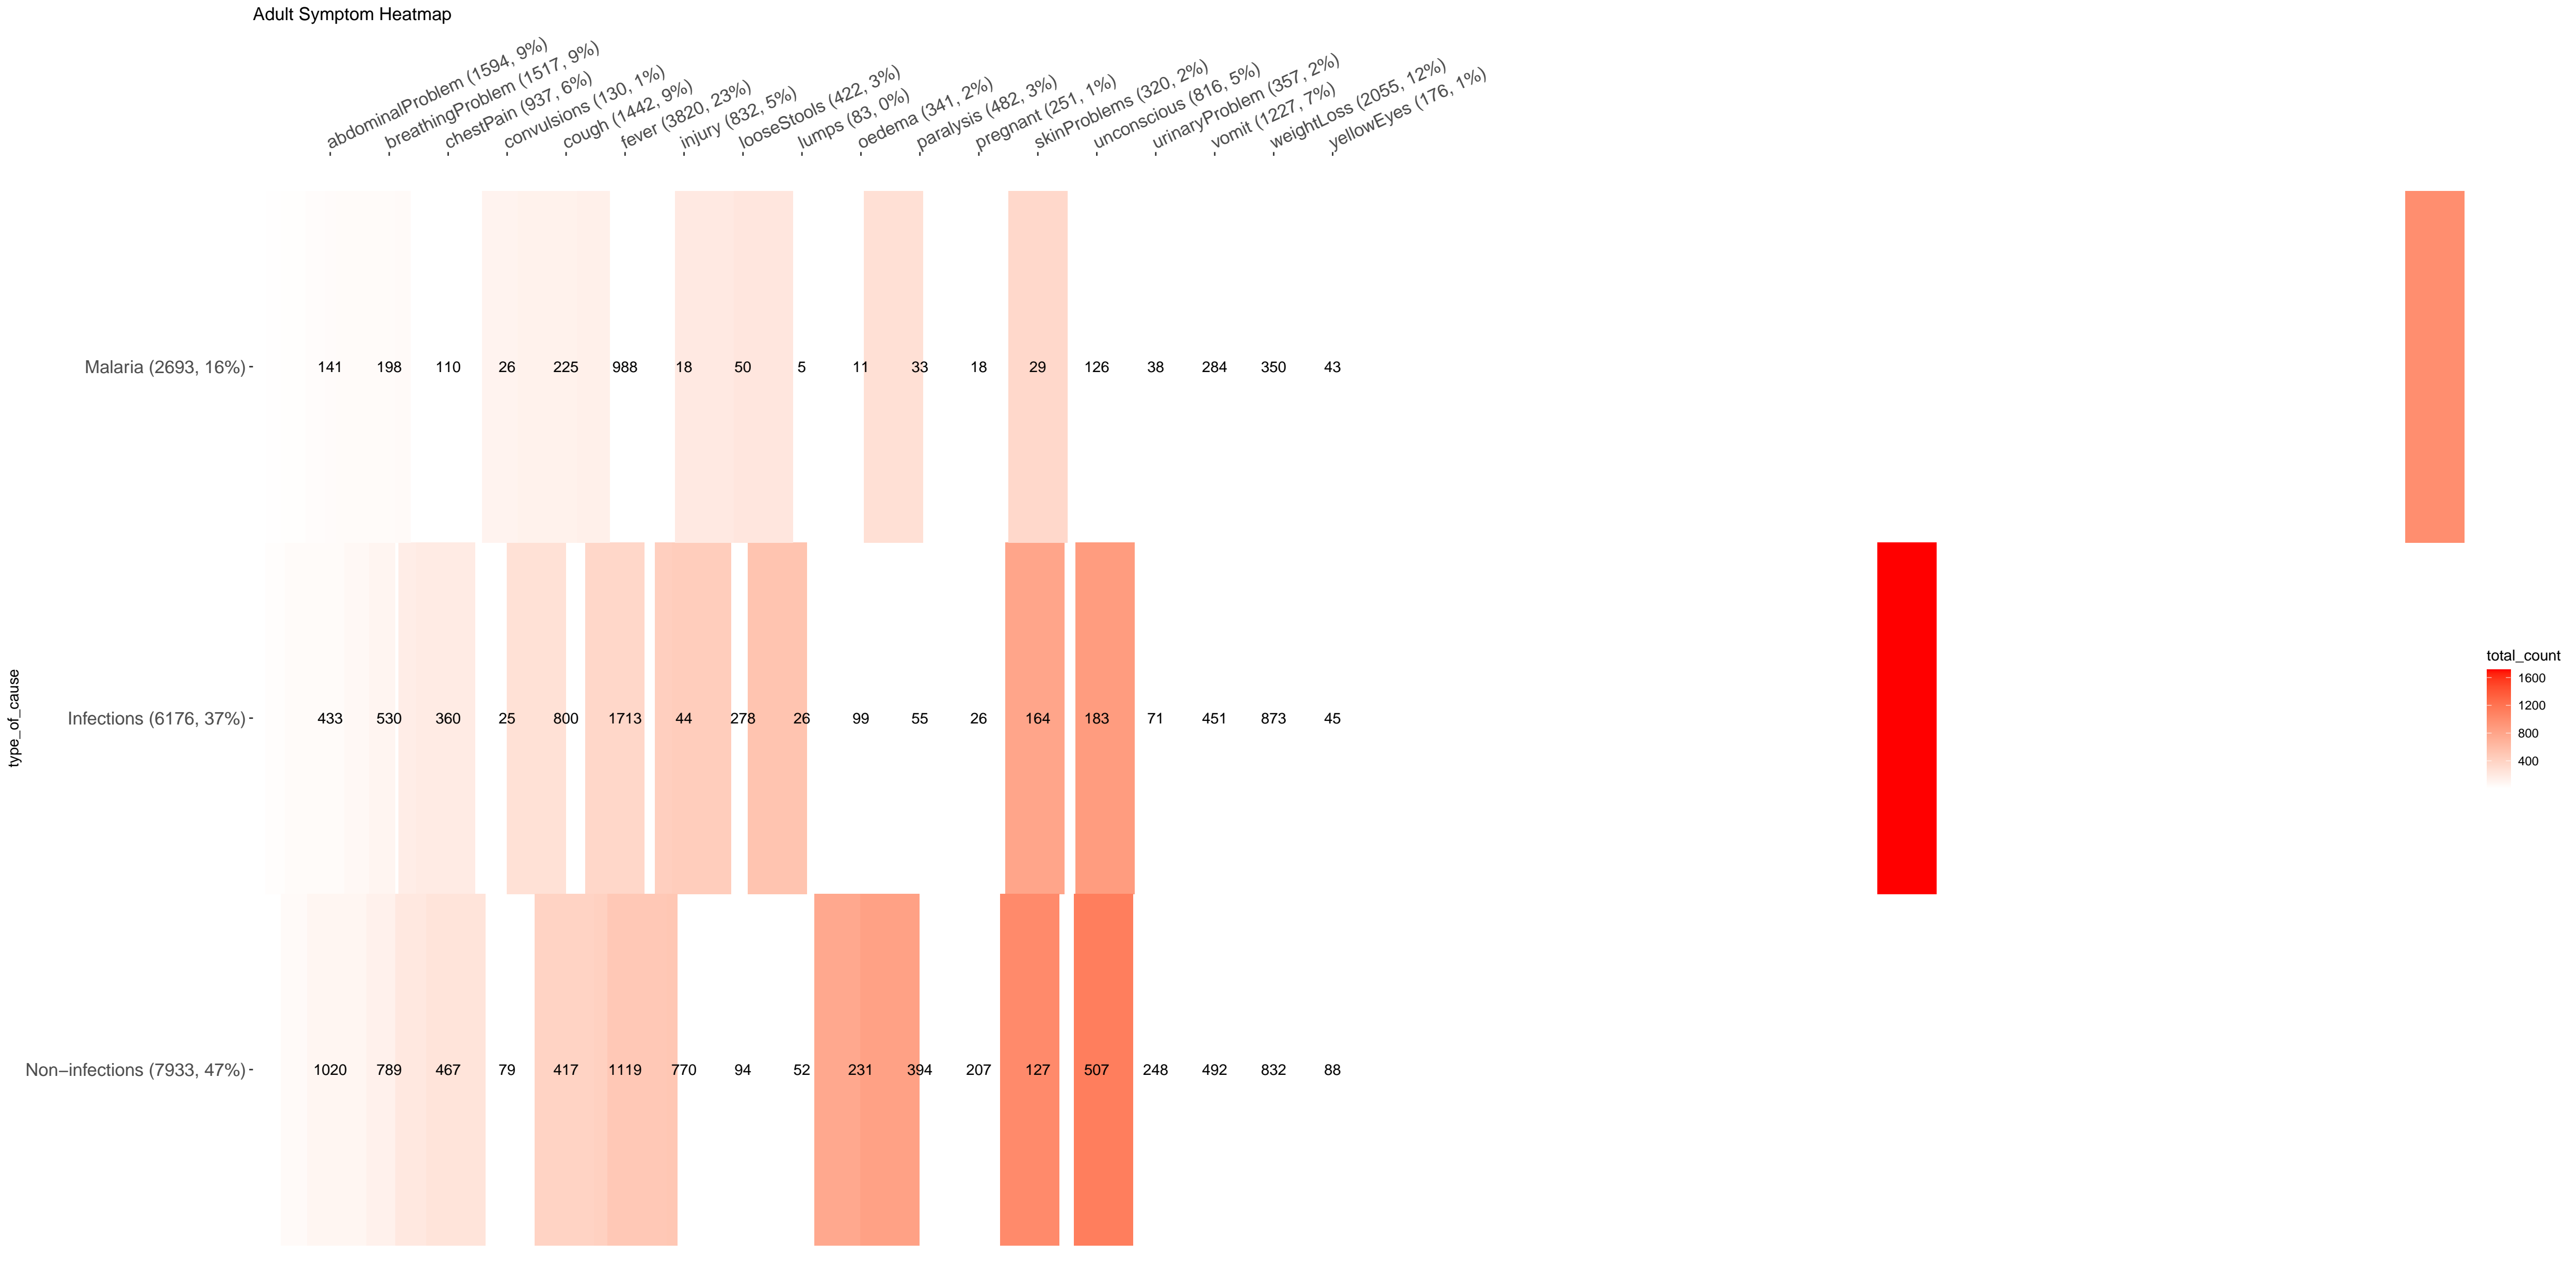 Adult Symptom Heatmap
abdominalProblem (1594, 9%)
breathingProblem (1517, 9%)
chestPain (937, 6%)
convulsions (130, 1%)
cough (1442, 9%)
fever (3820, 23%)
injury (832, 5%)
looseStools (422, 3%)
lumps (83, 0%)
oedema (341, 2%)
paralysis (482, 3%)
pregnant (251, 1%)
skinProblems (320, 2%)
unconscious (816, 5%)
urinaryProblem (357, 2%)
vomit (1227, 7%)
weightLoss (2055, 12%)
yellowEyes (176, 1%)
type_of_cause
Malaria (2693, 16%) 141 198 110 26 225 988 18 50 5 11 33 18 29 126 38 284 350 43
Infections (6176, 37%) 433 530 360 25 800 1713 44 278 26 99 55 26 164 183 71 451 873 45
Non−infections (7933, 47%) 1020 789 467 79 417 1119 770 94 52 231 394 207 127 507 248 492 832 88
total_count
1600
1200
800
400